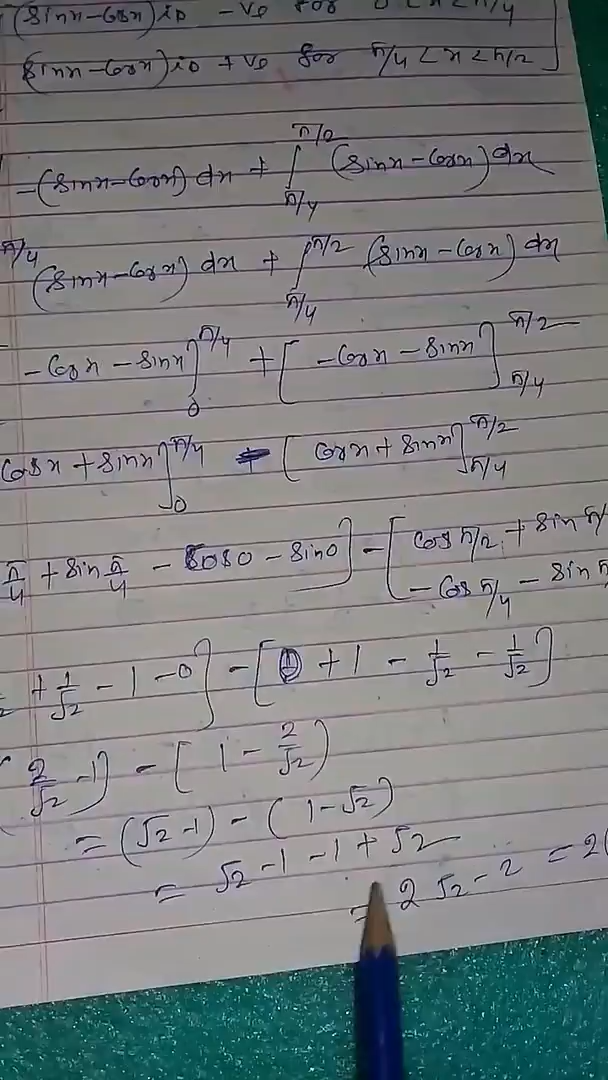 (sinx-cosx) is -ve for 0 < x < π/4
(sinx-cosx) is +ve for π/4 < x < π/2 ]
-(sinx-cosx) dx + ∫_{π/4}^{π/2} (sinx-cosx) dx
π/4 (sinx-cosx) dx + ∫_{π/4}^{π/2} (sinx-cosx) dx
-cosx - sinx]_0^{π/4} + [-cosx - sinx]_{π/4}^{π/2}
cosx + sinx]_0^{π/4} - [cosx + sinx]_{π/4}^{π/2}
π/4 + sin π/4 - cos0 - sin0] - [cos π/2 + sin π/
- cos π/4 - sin π
+ 1/√2 - 1 - 0] - [0 + 1 - 1/√2 - 1/√2]
(2/√2 - 1) - [1 - 2/√2)
= (√2 - 1) - (1 - √2)
= √2 - 1 - 1 + √2
= 2√2 - 2 = 2(